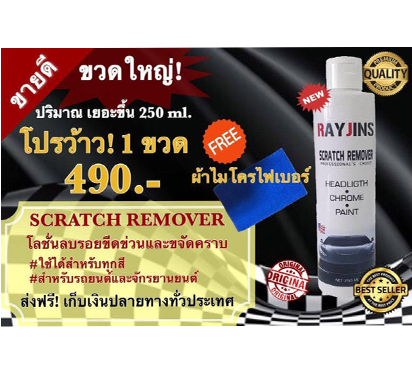 ขายดี
ขวดใหญ่!
ปริมาณ เยอะขึ้น 250 ml.
โปรว้าว! 1 ขวด
490.-
FREE
ผ้าไมโครไฟเบอร์
SCRATCH REMOVER
โลชั่นลบรอยขีดข่วนและขจัดคราบ
#ใช้ได้สำหรับทุกสี
#สำหรับรถยนต์และจักรยานยนต์
ส่งฟรี! เก็บเงินปลายทางทั่วประเทศ
NEW
RAYJINS
SCRATCH REMOVER
PROFESSIONAL'S CHOICE
HEADLIGTH
CHROME
PAINT
PREMIUM
QUALITY
PRODUCT
ORIGINAL
ORIGINAL
ORIGINAL
BEST SELLER